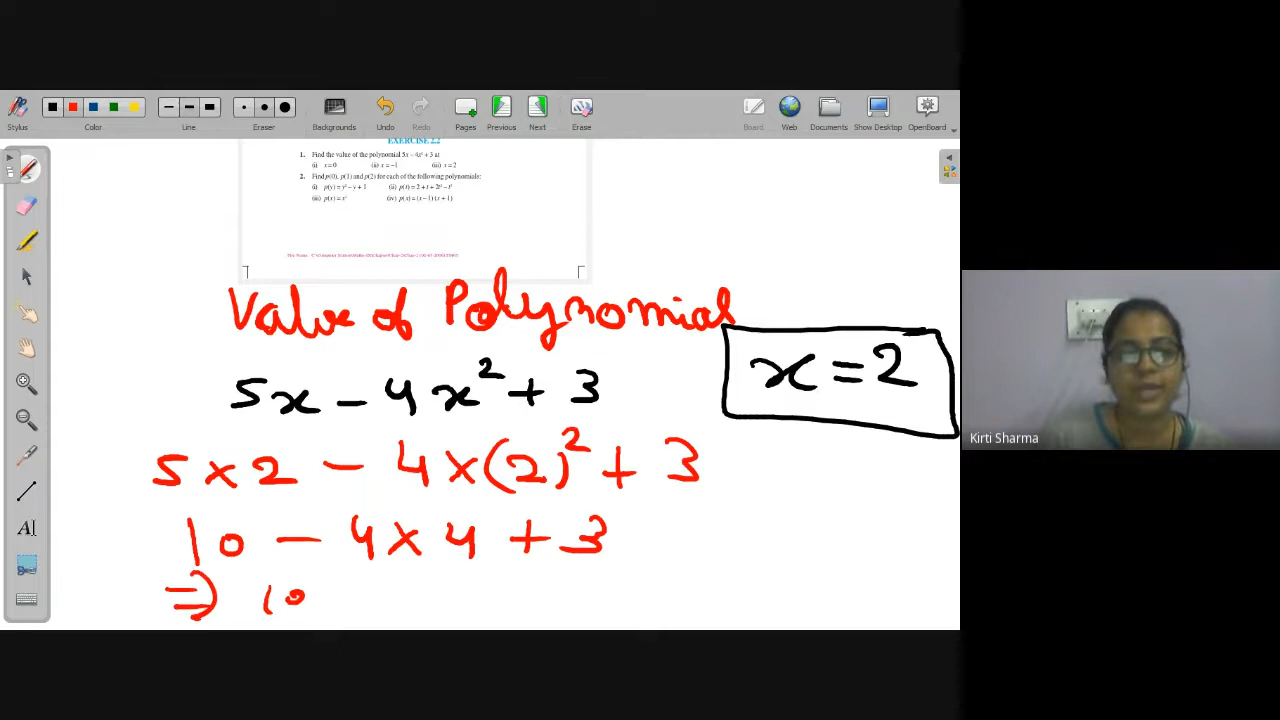 Stylus Color Line Eraser Backgrounds Undo Redo Pages Previous Next Erase Board Web Documents Show Desktop OpenBoard
EXERCISE 2.2
1. Find the value of the polynomial 5x – 4x² + 3 at
(i) x = 0 (ii) x = –1 (iii) x = 2
2. Find p(0), p(1) and p(2) for each of the following polynomials:
(i) p(y) = y² – y + 1 (ii) p(t) = 2 + t + 2t² – t³
(iii) p(x) = x³ (iv) p(x) = (x – 1) (x + 1)
Value of Polynomial
x = 2
5x - 4x² + 3
5 × 2 - 4 × (2)² + 3
10 - 4 × 4 + 3
⇒ 10
Kirti Sharma